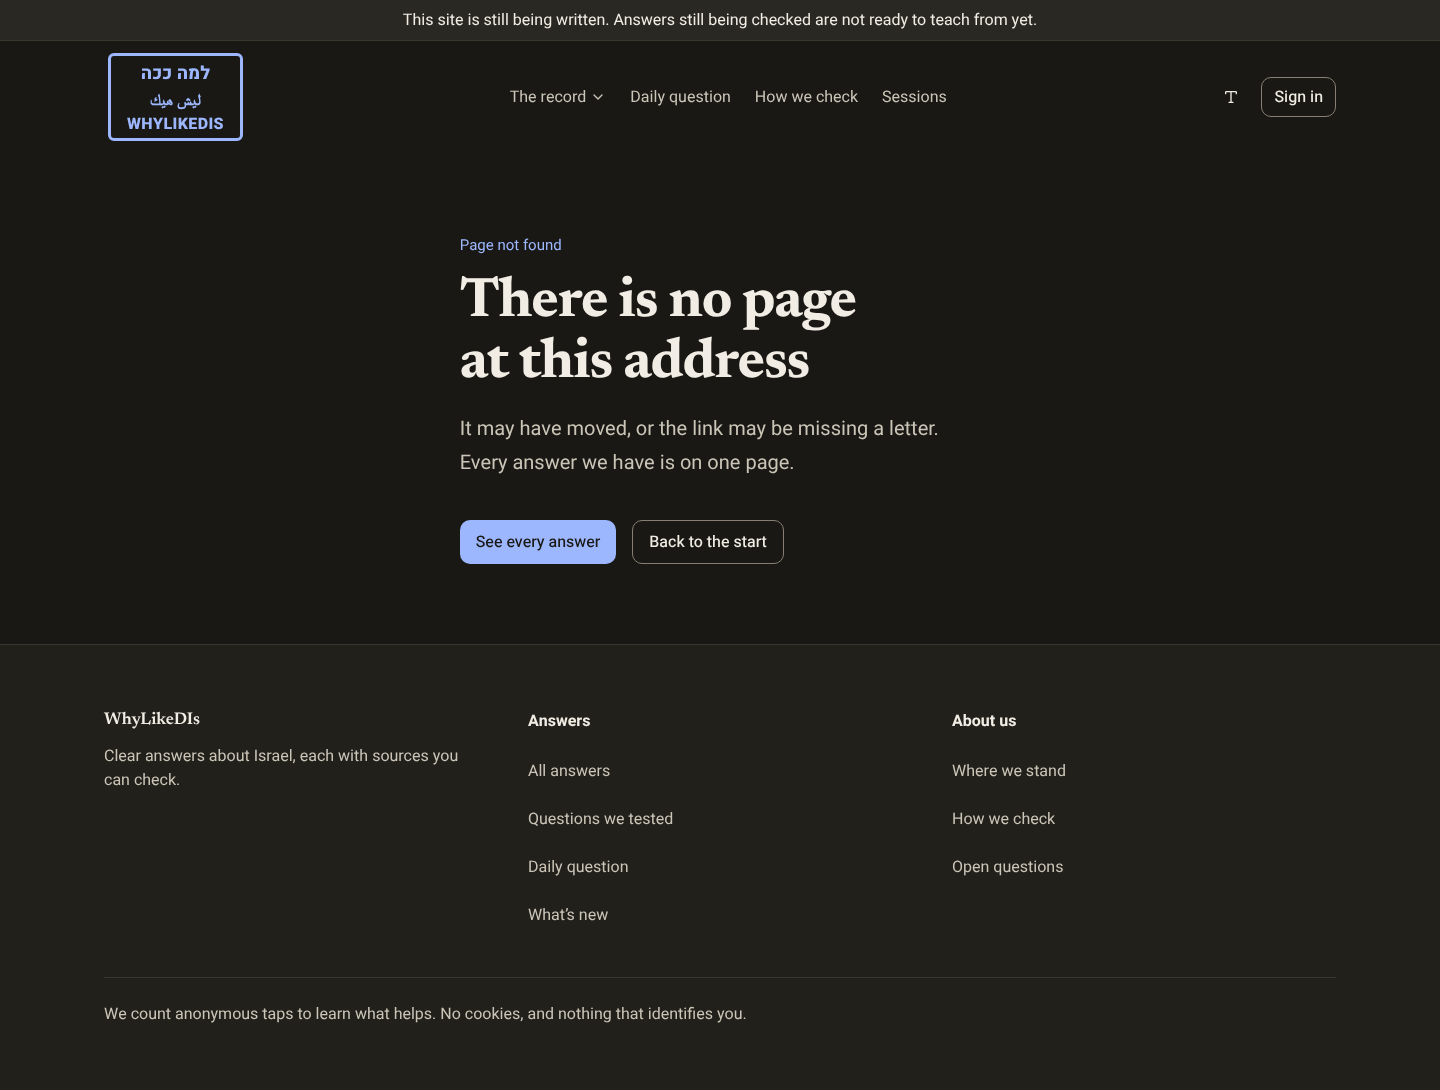 This site is still being written. Answers still being checked are not ready to teach from yet.
למה ככה
ليش هيك
WHYLIKEDIS
The record
Daily question
How we check
Sessions
T
Sign in
Page not found
There is no page
at this address
It may have moved, or the link may be missing a letter.
Every answer we have is on one page.
See every answer
Back to the start
WhyLikeDIs
Clear answers about Israel, each with sources you
can check.
Answers
All answers
Questions we tested
Daily question
What’s new
About us
Where we stand
How we check
Open questions
We count anonymous taps to learn what helps. No cookies, and nothing that identifies you.